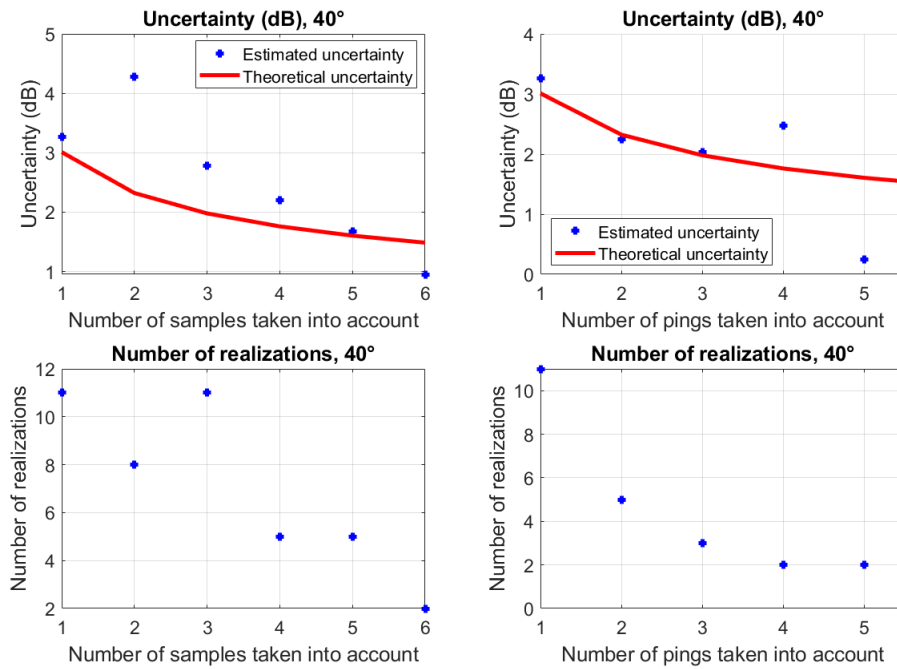 Uncertainty (dB), 40°
Uncertainty (dB)
5
4
3
2
1
1 2 3 4 5 6
Estimated uncertainty
Theoretical uncertainty
Number of samples taken into account
Uncertainty (dB), 40°
Uncertainty (dB)
4
3
2
1
0
1 2 3 4 5
Estimated uncertainty
Theoretical uncertainty
Number of pings taken into account
Number of realizations, 40°
Number of realizations
12
10
8
6
4
2
1 2 3 4 5 6
Number of samples taken into account
Number of realizations, 40°
Number of realizations
10
8
6
4
2
0
1 2 3 4 5
Number of pings taken into account